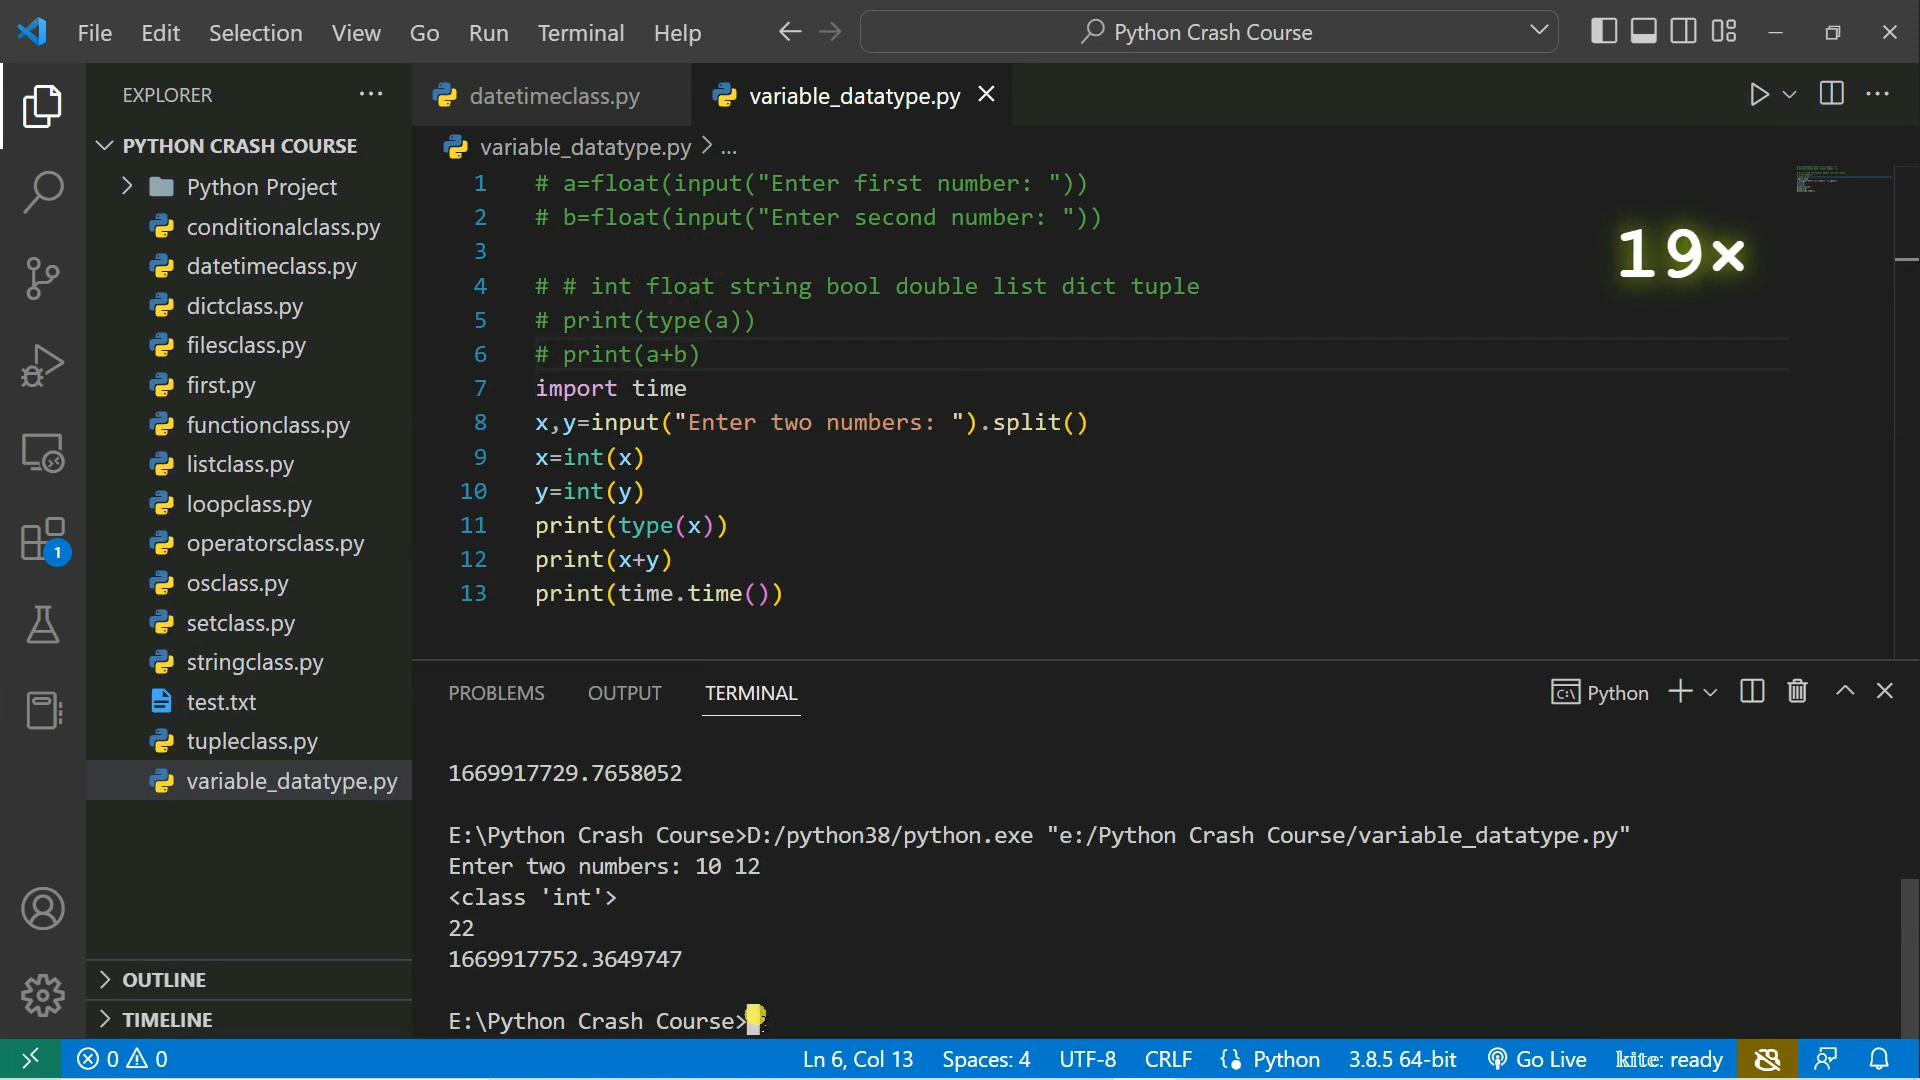 File Edit Selection View Go Run Terminal Help
Python Crash Course
EXPLORER
datetimeclass.py
variable_datatype.py
PYTHON CRASH COURSE
Python Project
conditionalclass.py
datetimeclass.py
dictclass.py
filesclass.py
first.py
functionclass.py
listclass.py
loopclass.py
operatorsclass.py
osclass.py
setclass.py
stringclass.py
test.txt
tupleclass.py
variable_datatype.py
OUTLINE
TIMELINE
1
variable_datatype.py > ...
1 # a=float(input("Enter first number: "))
2 # b=float(input("Enter second number: "))
3
4 # # int float string bool double list dict tuple
5 # print(type(a))
6 # print(a+b)
7 import time
8 x,y=input("Enter two numbers: ").split()
9 x=int(x)
10 y=int(y)
11 print(type(x))
12 print(x+y)
13 print(time.time())
19×
PROBLEMS OUTPUT TERMINAL
Python
1669917729.7658052
E:\Python Crash Course>D:/python38/python.exe "e:/Python Crash Course/variable_datatype.py"
Enter two numbers: 10 12
<class 'int'>
22
1669917752.3649747
E:\Python Crash Course>
0 0
Ln 6, Col 13 Spaces: 4 UTF-8 CRLF Python 3.8.5 64-bit Go Live kite: ready